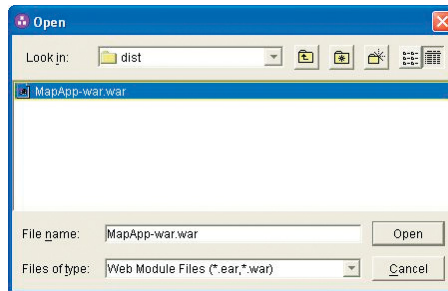 Open
Look in: dist
MapApp-war.war
File name: MapApp-war.war Open
Files of type: Web Module Files (*.ear,*.war) Cancel